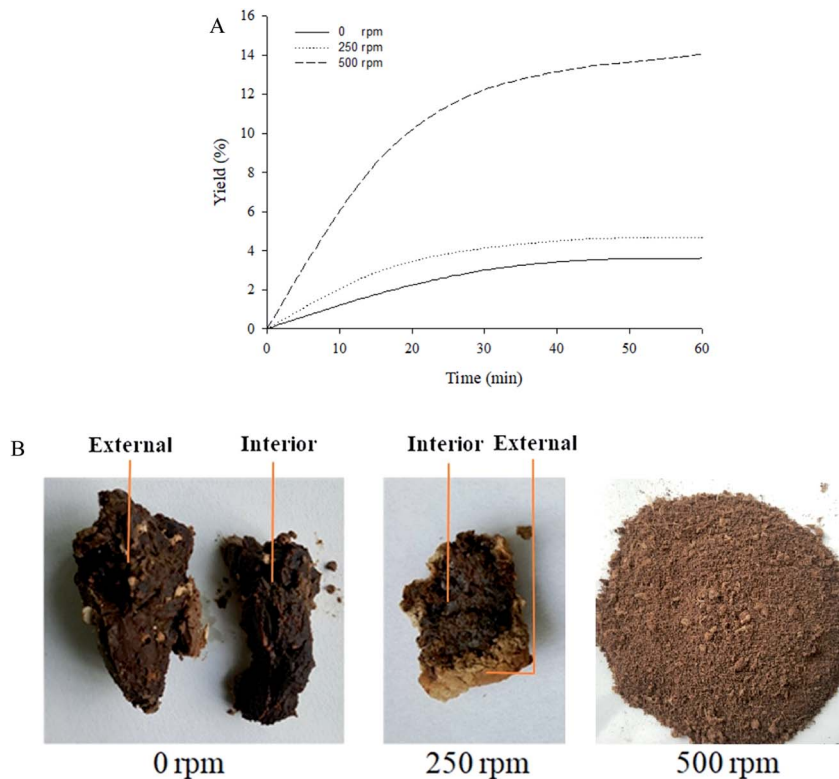 A
0 rpm
250 rpm
500 rpm
16
14
12
10
8
6
4
2
0
Yield (%)
0 10 20 30 40 50 60
Time (min)
B
External Interior Interior External
0 rpm 250 rpm 500 rpm